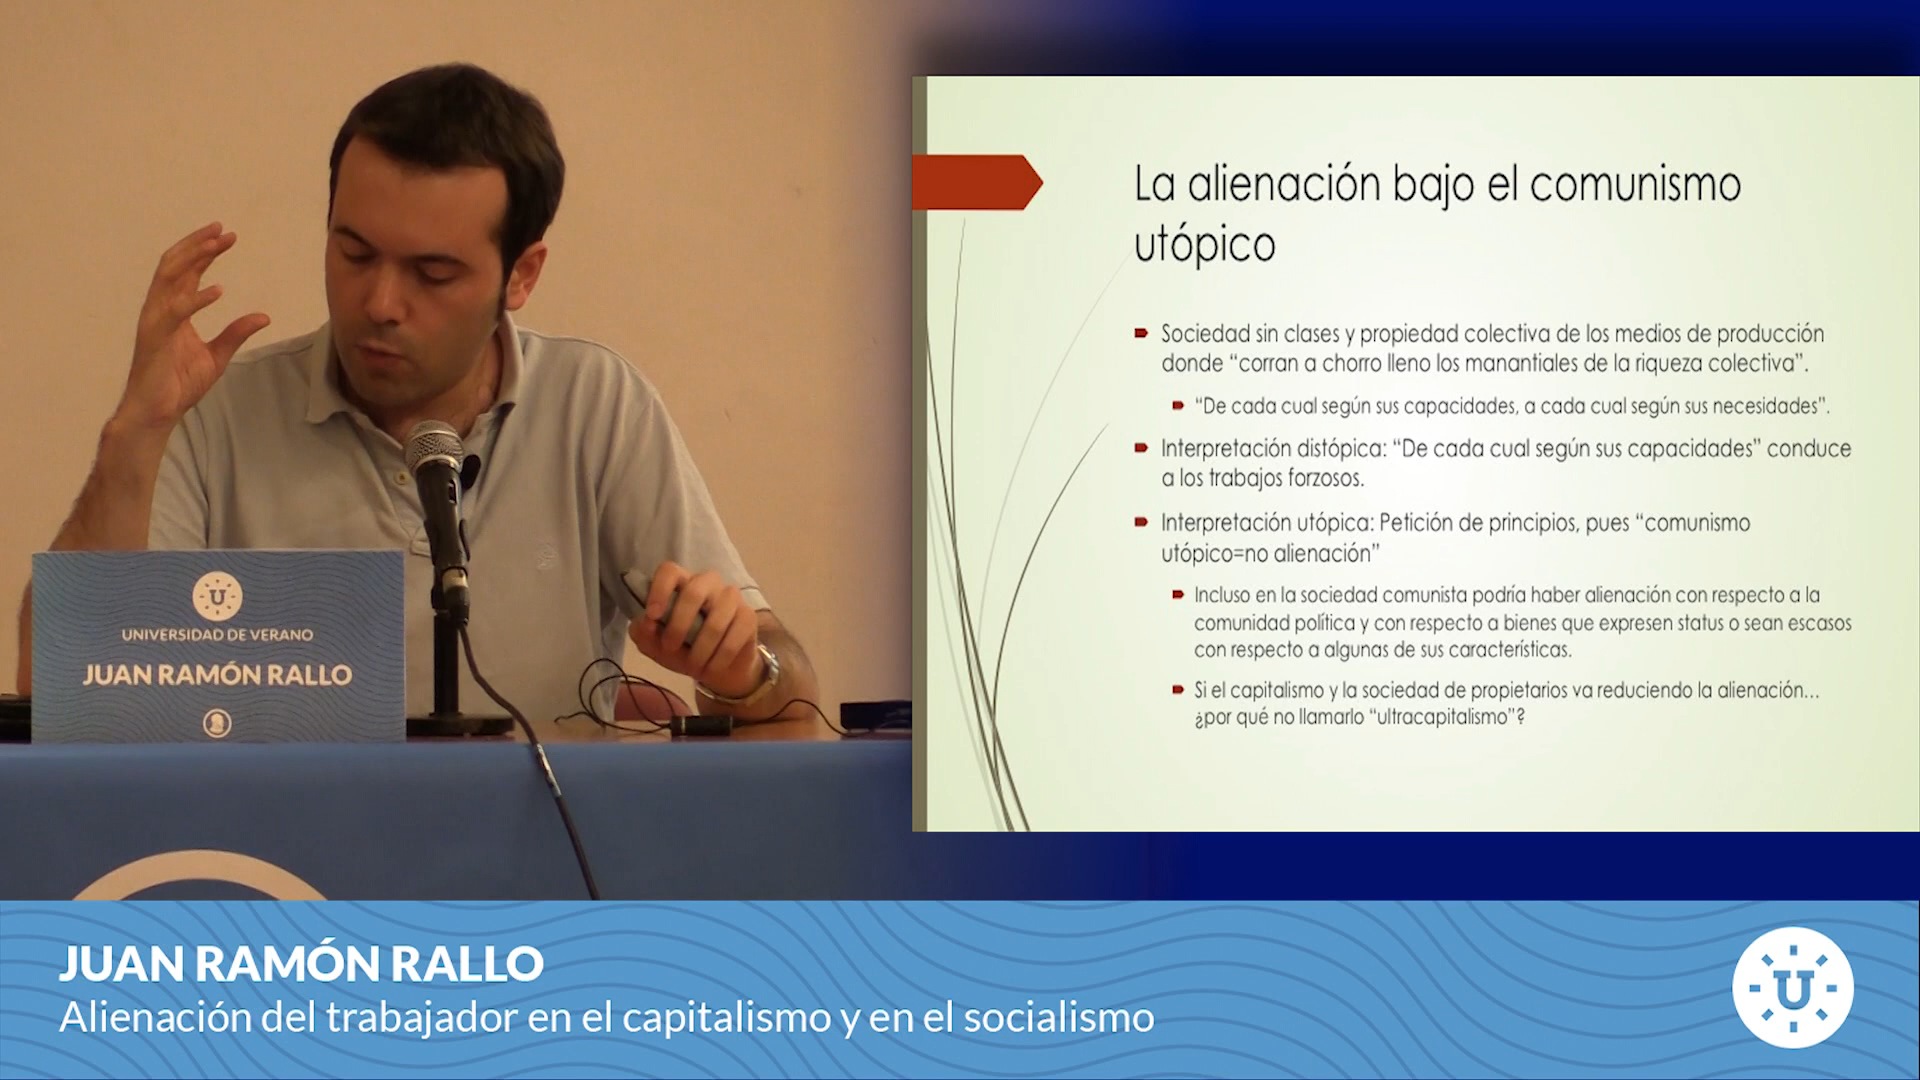 La alienación bajo el comunismo
utópico
Sociedad sin clases y propiedad colectiva de los medios de producción
donde “corran a chorro lleno los manantiales de la riqueza colectiva”.
“De cada cual según sus capacidades, a cada cual según sus necesidades”.
Interpretación distópica: “De cada cual según sus capacidades” conduce
a los trabajos forzosos.
Interpretación utópica: Petición de principios, pues “comunismo
utópico=no alienación”
Incluso en la sociedad comunista podría haber alienación con respecto a la
comunidad política y con respecto a bienes que expresen status o sean escasos
con respecto a algunas de sus características.
Si el capitalismo y la sociedad de propietarios va reduciendo la alienación...
¿por qué no llamarlo “ultracapitalismo”?
U
UNIVERSIDAD DE VERANO
JUAN RAMÓN RALLO
JUAN RAMÓN RALLO
Alienación del trabajador en el capitalismo y en el socialismo
U